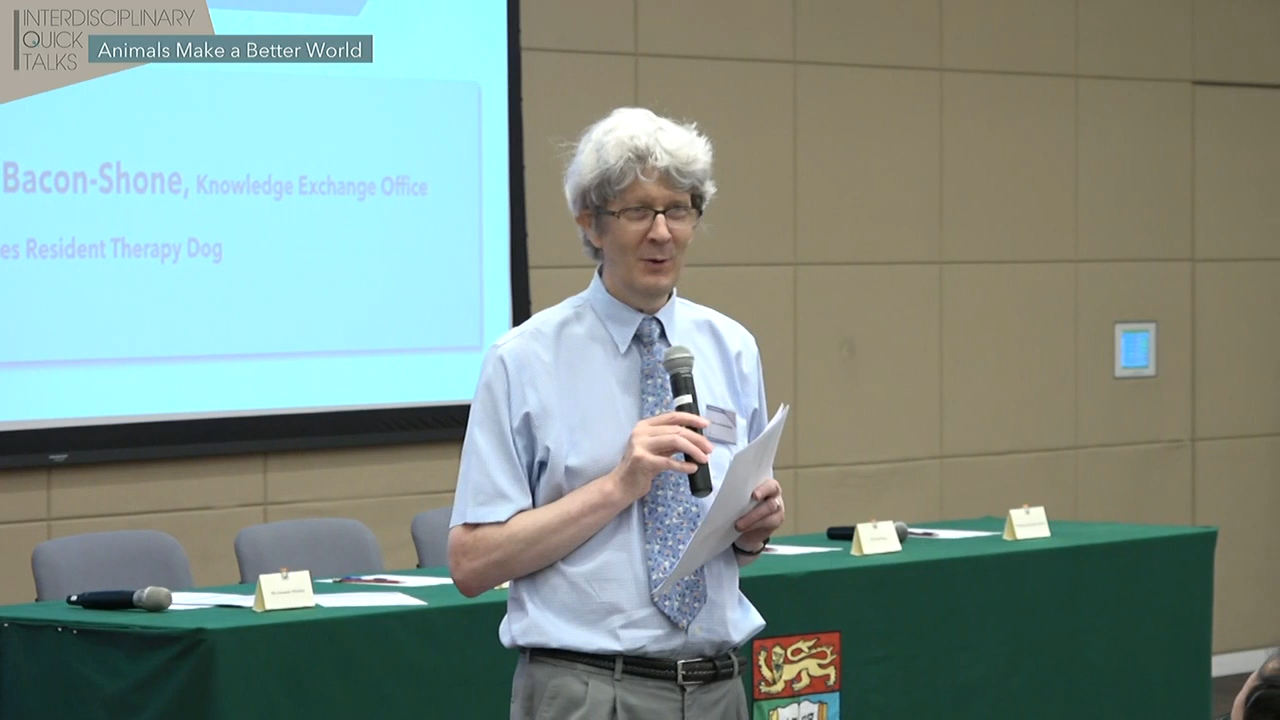 INTERDISCIPLINARY
QUICK
TALKS
Animals Make a Better World
Bacon-Shone, Knowledge Exchange Office
es Resident Therapy Dog